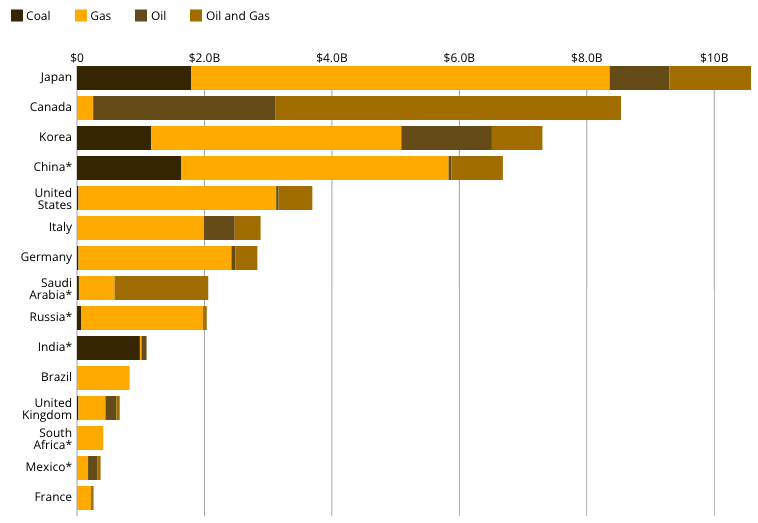 Coal Gas Oil Oil and Gas
$0 $2.0B $4.0B $6.0B $8.0B $10B
Japan
Canada
Korea
China*
United
States
Italy
Germany
Saudi
Arabia*
Russia*
India*
Brazil
United
Kingdom
South
Africa*
Mexico*
France